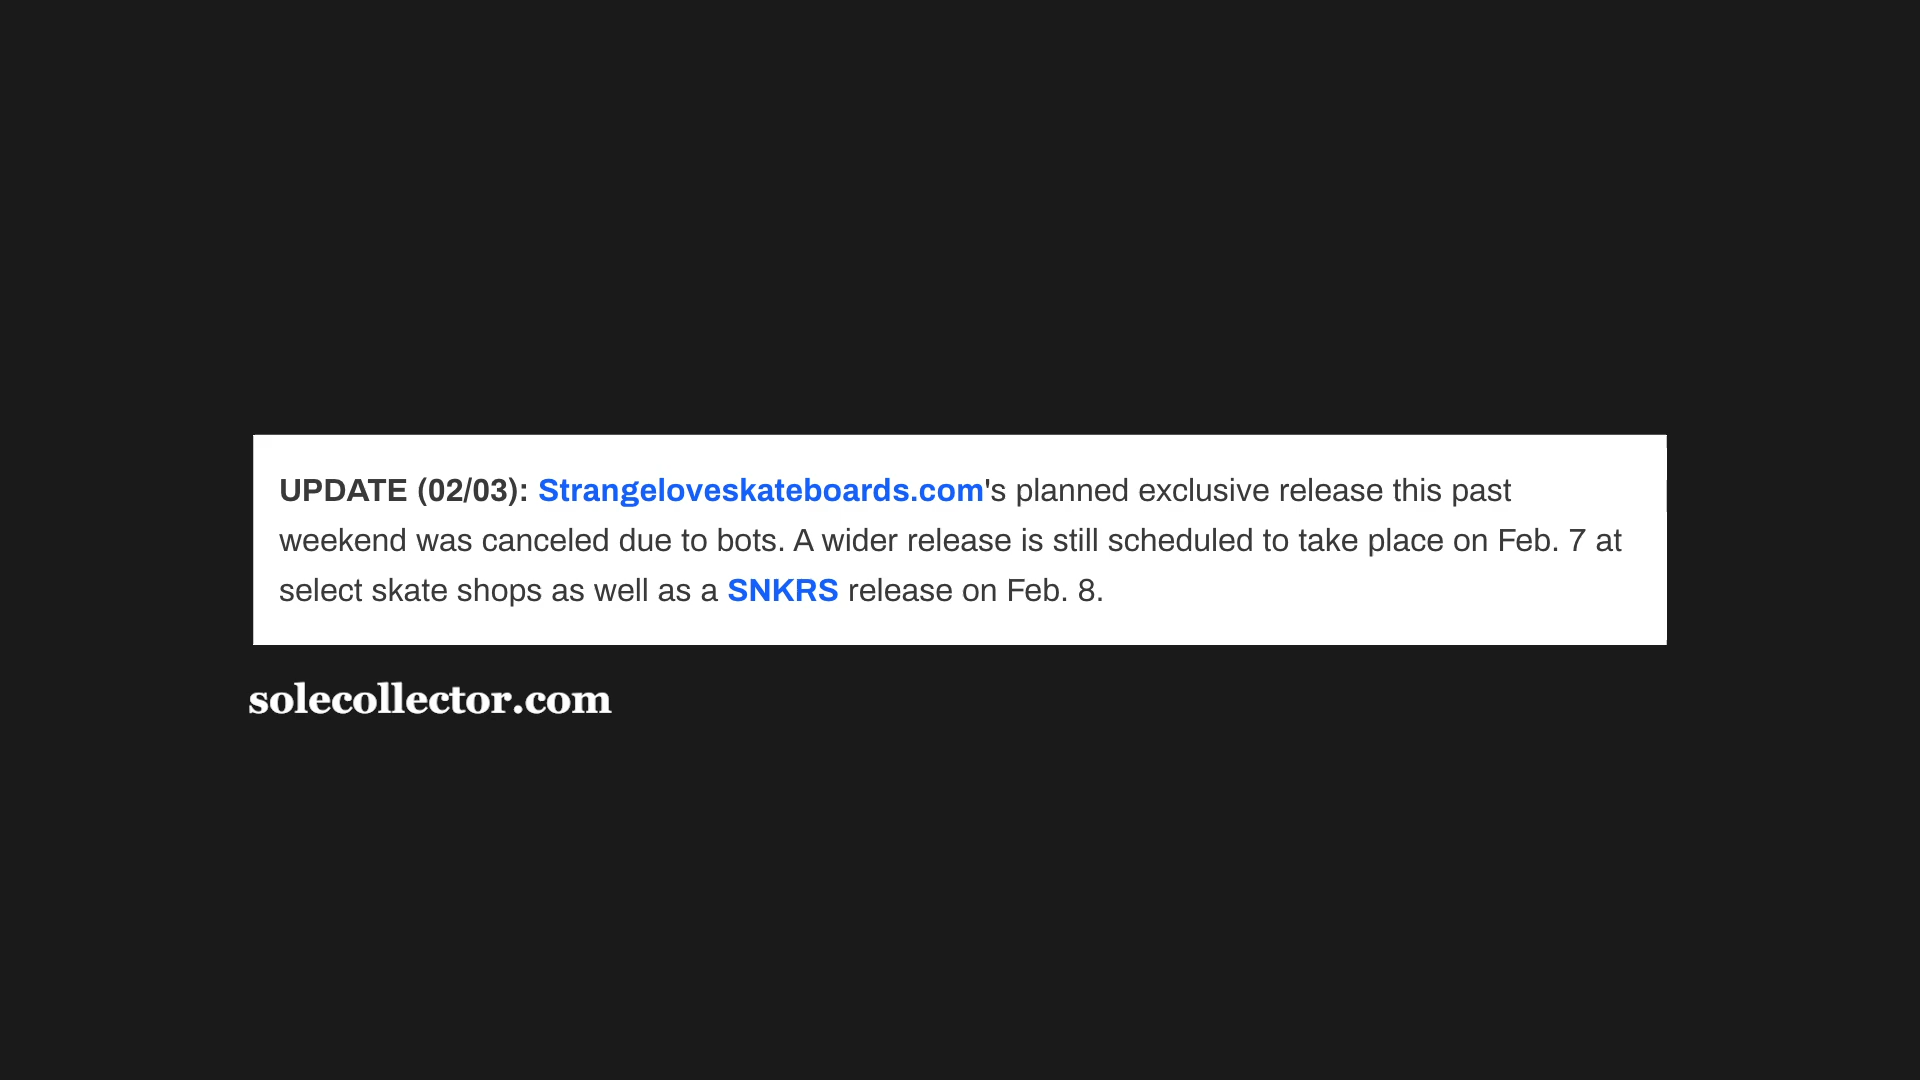 UPDATE (02/03): Strangeloveskateboards.com's planned exclusive release this past
weekend was canceled due to bots. A wider release is still scheduled to take place on Feb. 7 at
select skate shops as well as a SNKRS release on Feb. 8.
solecollector.com